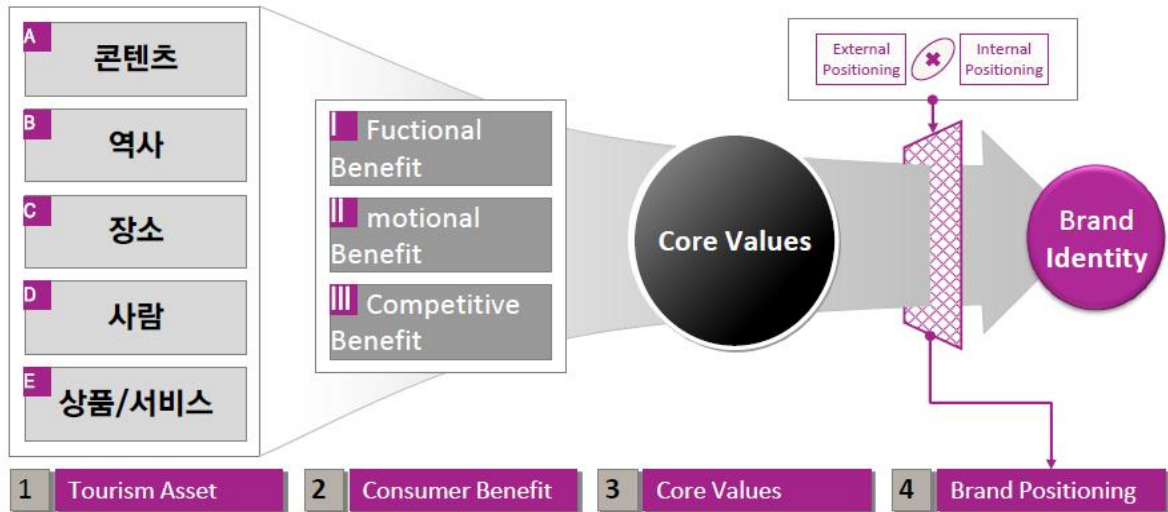 A
콘텐츠
B
역사
C
장소
D
사람
E
상품/서비스
I Fuctional
Benefit
II motional
Benefit
III Competitive
Benefit
Core Values
External
Positioning
✖
Internal
Positioning
Brand
Identity
1 Tourism Asset
2 Consumer Benefit
3 Core Values
4 Brand Positioning